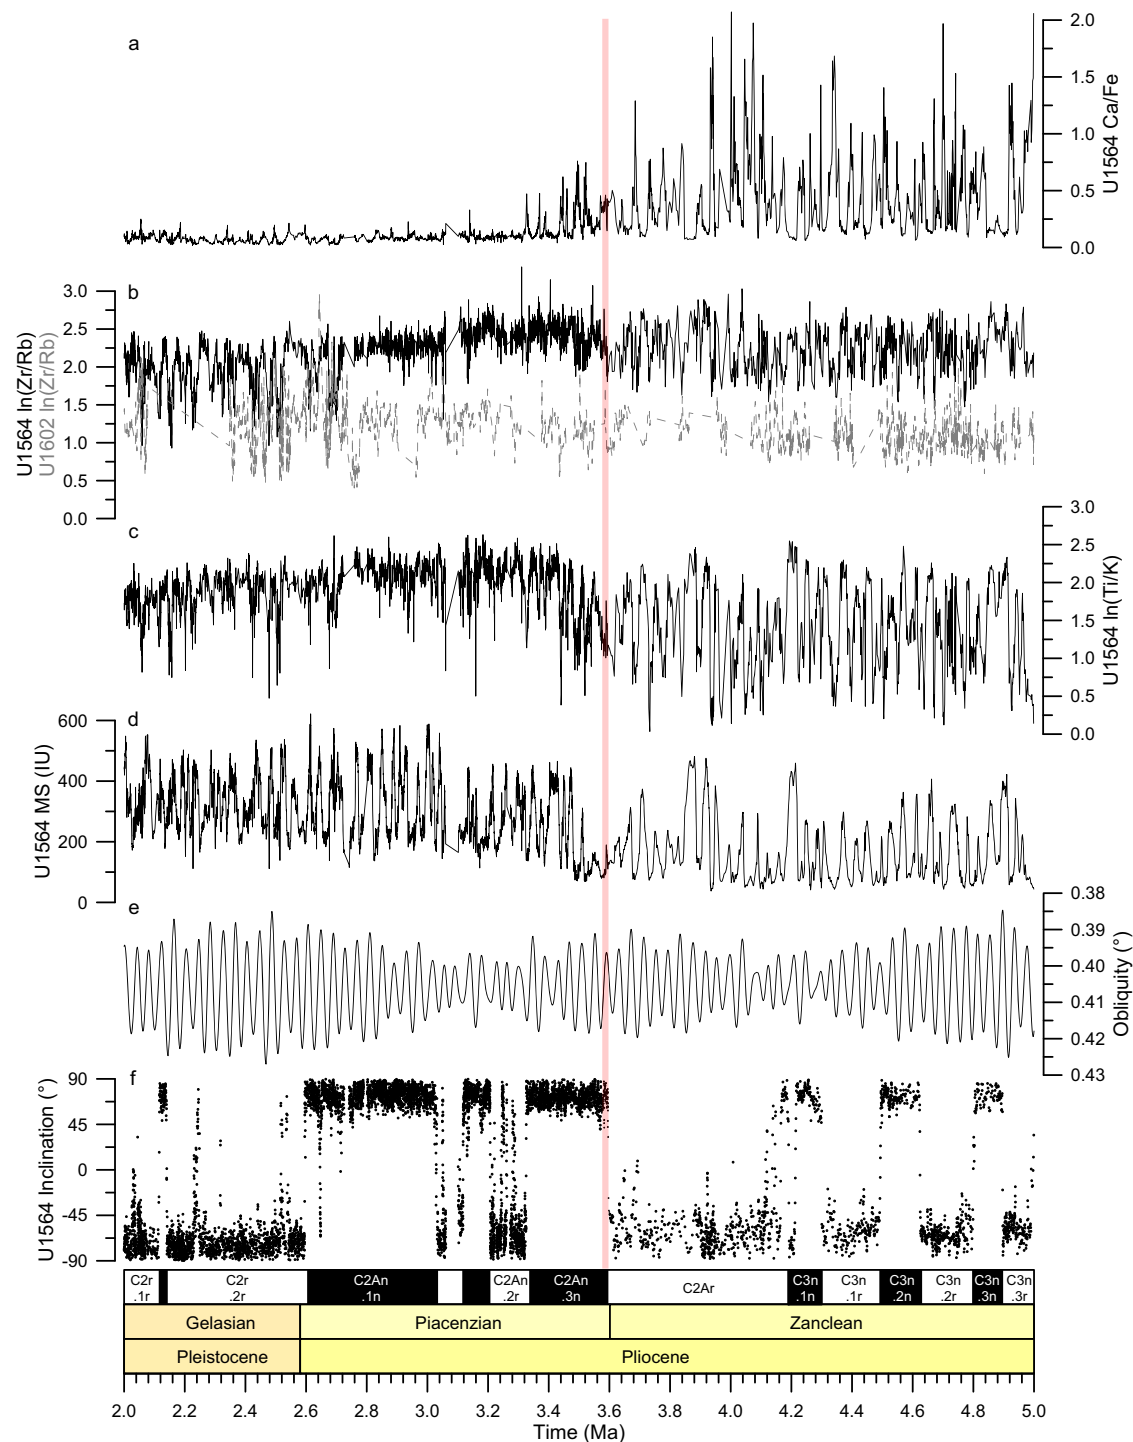 a
2.0
1.5
1.0
0.5
0.0
U1564 Ca/Fe
b
3.0
2.5
2.0
1.5
1.0
0.5
0.0
U1564 ln(Zr/Rb)
U1602 ln(Zr/Rb)
c
3.0
2.5
2.0
1.5
1.0
0.5
0.0
U1564 ln(Ti/K)
d
600
400
200
0
U1564 MS (IU)
e
0.38
0.39
0.40
0.41
0.42
0.43
Obliquity (°)
f
90
45
0
-45
-90
U1564 Inclination (°)
C2r C2r C2An C2An C2An C2Ar C3n C3n C3n C3n C3n C3n
.1r .2r .1n .2r .3n .1n .1r .2n .2r .3n .3r
Gelasian Piacenzian Zanclean
Pleistocene Pliocene
2.0 2.2 2.4 2.6 2.8 3.0 3.2 3.4 3.6 3.8 4.0 4.2 4.4 4.6 4.8 5.0
Time (Ma)